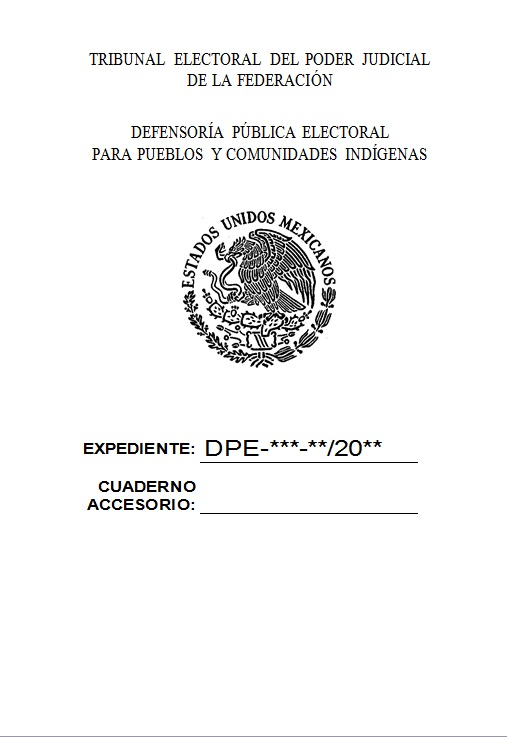 TRIBUNAL ELECTORAL DEL PODER JUDICIAL
DE LA FEDERACIÓN
DEFENSORÍA PÚBLICA ELECTORAL
PARA PUEBLOS Y COMUNIDADES INDÍGENAS
ESTADOS UNIDOS MEXICANOS
EXPEDIENTE: DPE-***-**/20**
CUADERNO
ACCESORIO: